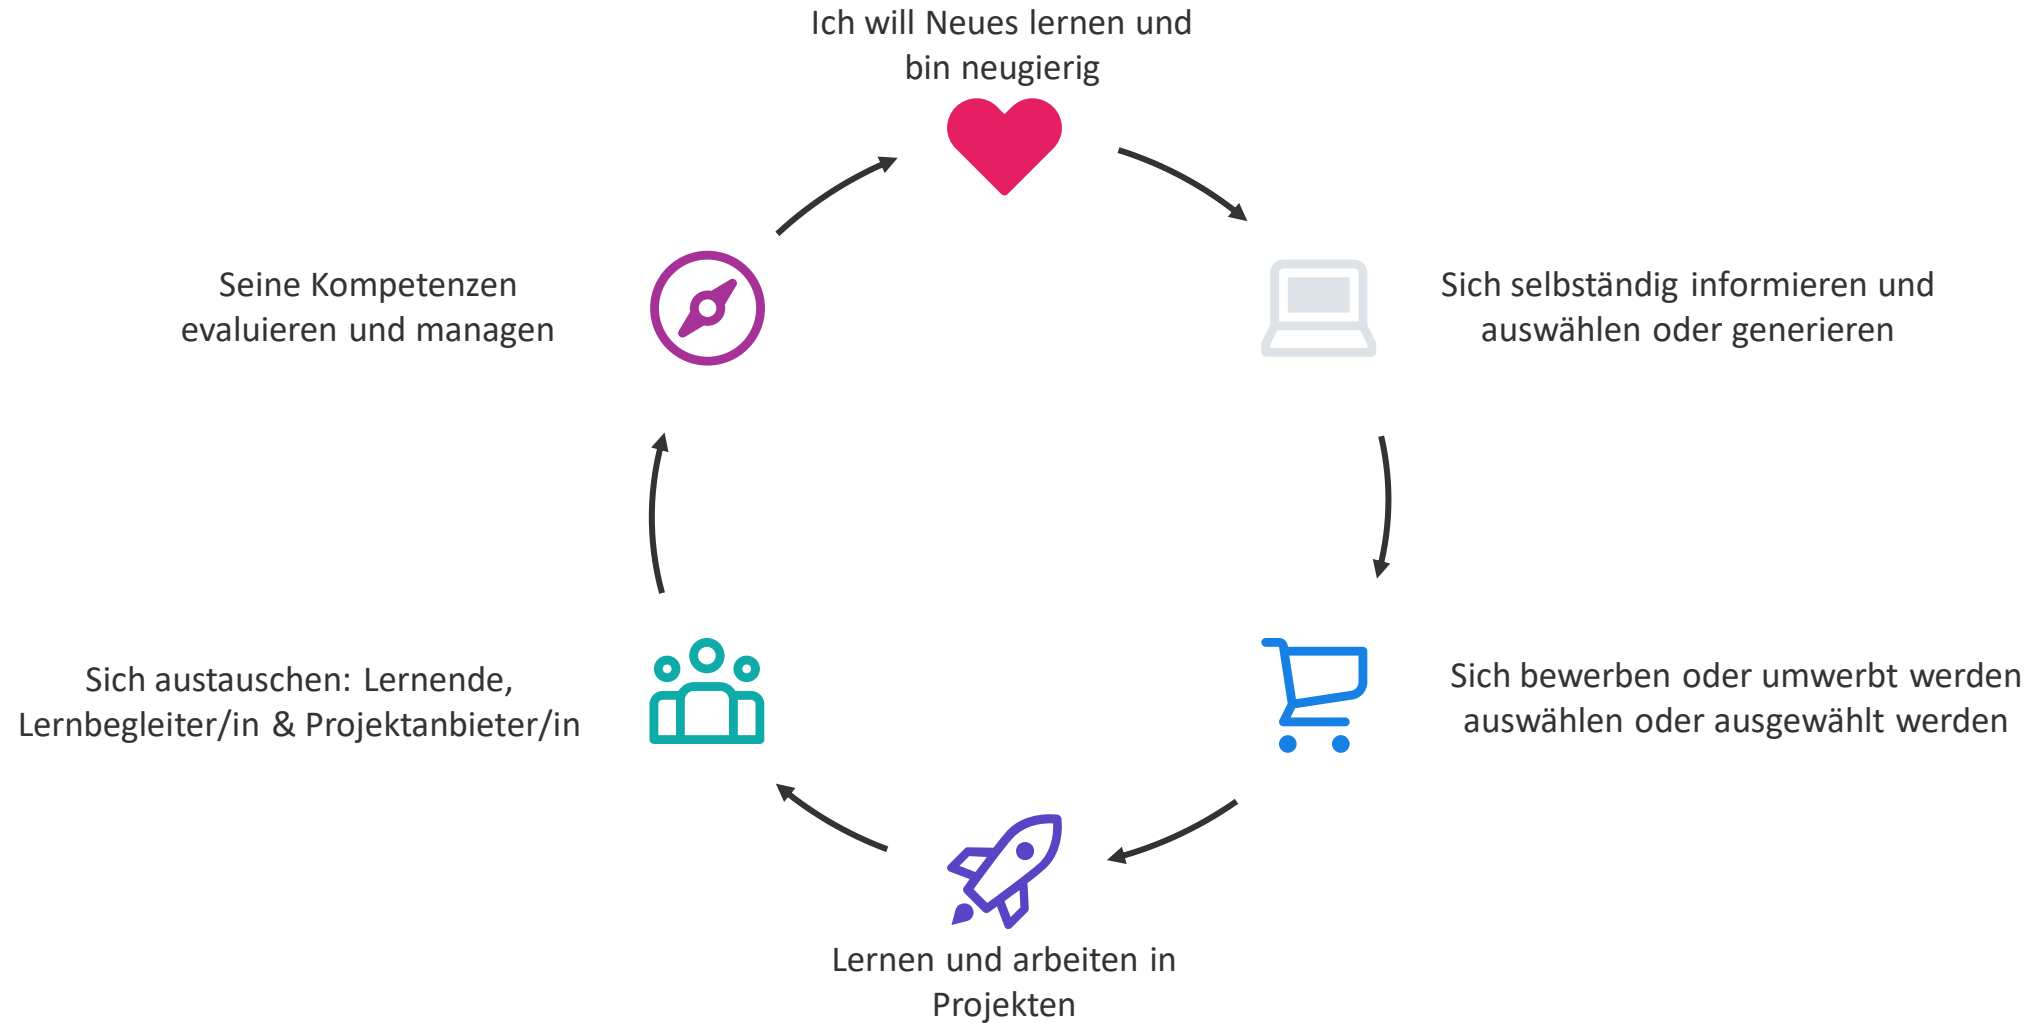 Ich will Neues lernen und
bin neugierig
Sich selbständig informieren und
auswählen oder generieren
Sich bewerben oder umwerbt werden
auswählen oder ausgewählt werden
Lernen und arbeiten in
Projekten
Sich austauschen: Lernende,
Lernbegleiter/in & Projektanbieter/in
Seine Kompetenzen
evaluieren und managen